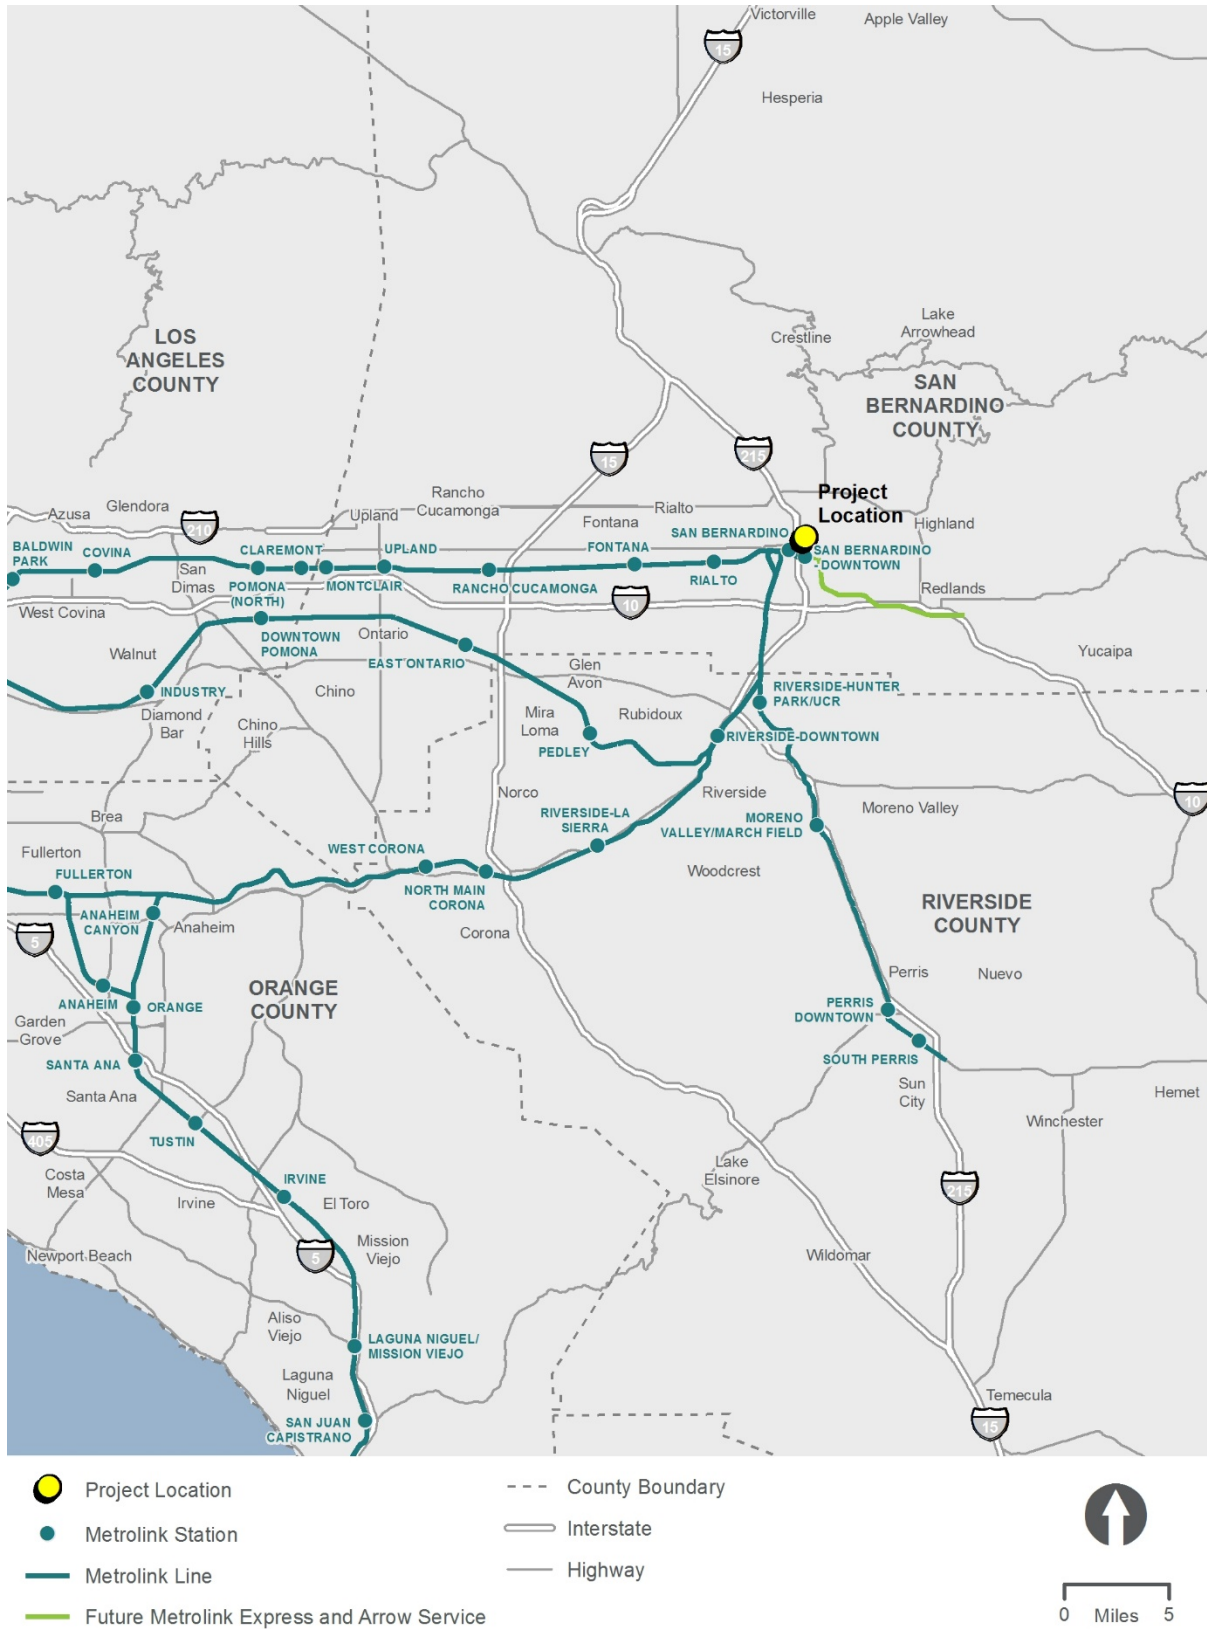 Victorville
Apple Valley
15
Hesperia
Lake
Arrowhead
Crestline
LOS
ANGELES
COUNTY
SAN
BERNARDINO
COUNTY
15
215
Project
Location
Rancho
Cucamonga
Glendora
Azusa
210
Upland
Rialto
Fontana
Highland
SAN BERNARDINO
BALDWIN
PARK
COVINA
CLAREMONT
UPLAND
FONTANA
SAN BERNARDINO
- DOWNTOWN
San
Dimas
POMONA
(NORTH)
MONTCLAIR
RANCHO CUCAMONGA
RIALTO
Redlands
10
West Covina
DOWNTOWN
POMONA
Ontario
EAST ONTARIO
Walnut
Glen
Avon
Yucaipa
INDUSTRY
Chino
RIVERSIDE-HUNTER
PARK/UCR
Diamond
Bar
Chino
Hills
Mira
Loma
Rubidoux
PEDLEY
RIVERSIDE-DOWNTOWN
Norco
Riverside
10
Moreno Valley
Brea
RIVERSIDE-LA
SIERRA
MORENO
VALLEY/MARCH FIELD
Fullerton
WEST CORONA
FULLERTON
Woodcrest
NORTH MAIN
CORONA
ANAHEIM
CANYON
Anaheim
RIVERSIDE
COUNTY
5
Corona
Perris
Nuevo
ORANGE
COUNTY
ANAHEIM
ORANGE
PERRIS
DOWNTOWN
Garden
Grove
SANTA ANA
SOUTH PERRIS
Santa Ana
Sun
City
Hemet
405
TUSTIN
Winchester
Costa
Mesa
Lake
Elsinore
IRVINE
Irvine
El Toro
215
Newport Beach
Mission
Viejo
5
Wildomar
Aliso
Viejo
LAGUNA NIGUEL/
MISSION VIEJO
Laguna
Niguel
Temecula
SAN JUAN
CAPISTRANO
15
Project Location
Metrolink Station
Metrolink Line
Future Metrolink Express and Arrow Service
County Boundary
Interstate
Highway
0 Miles 5